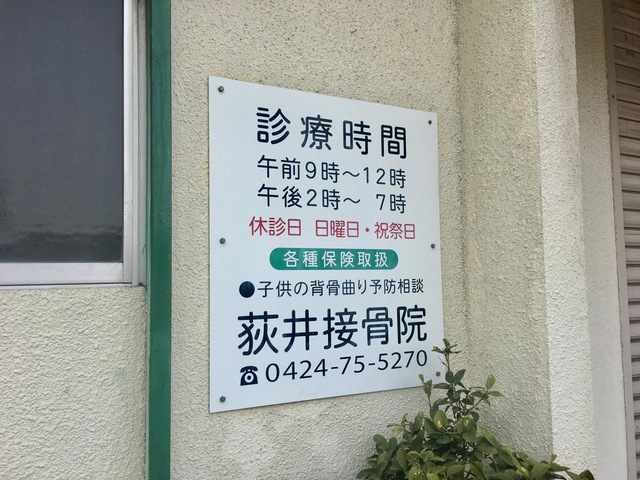 診療時間
午前9時～12時
午後2時～ 7時
休診日 日曜日・祝祭日
各種保険取扱
●子供の背骨曲り予防相談
荻井接骨院
☎0424-75-5270